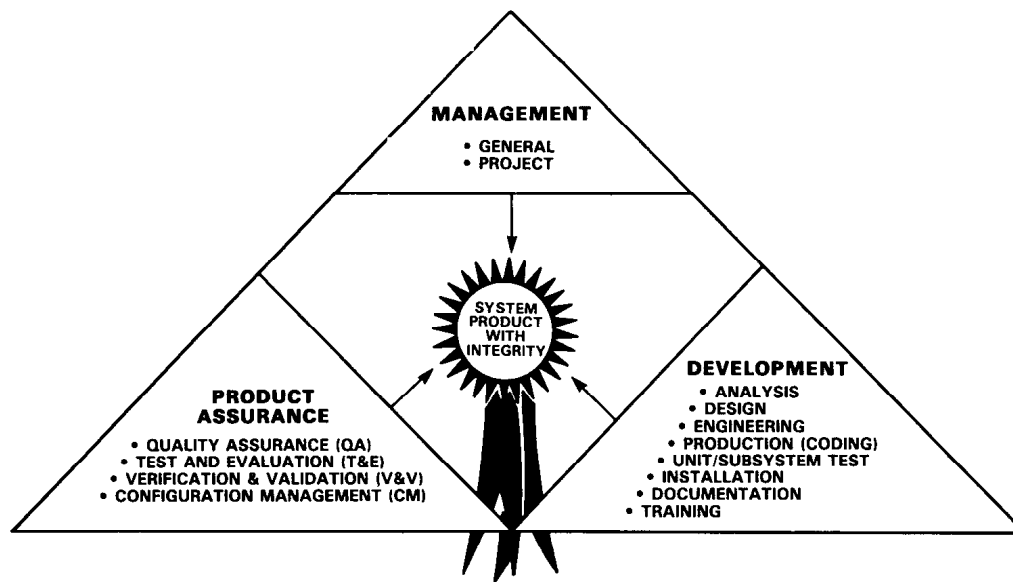 MANAGEMENT
• GENERAL
• PROJECT
SYSTEM
PRODUCT
WITH
INTEGRITY
PRODUCT
ASSURANCE
• QUALITY ASSURANCE (QA)
• TEST AND EVALUATION (T&E)
• VERIFICATION & VALIDATION (V&V)
• CONFIGURATION MANAGEMENT (CM)
DEVELOPMENT
• ANALYSIS
• DESIGN
• ENGINEERING
• PRODUCTION (CODING)
• UNIT/SUBSYSTEM TEST
• INSTALLATION
• DOCUMENTATION
• TRAINING